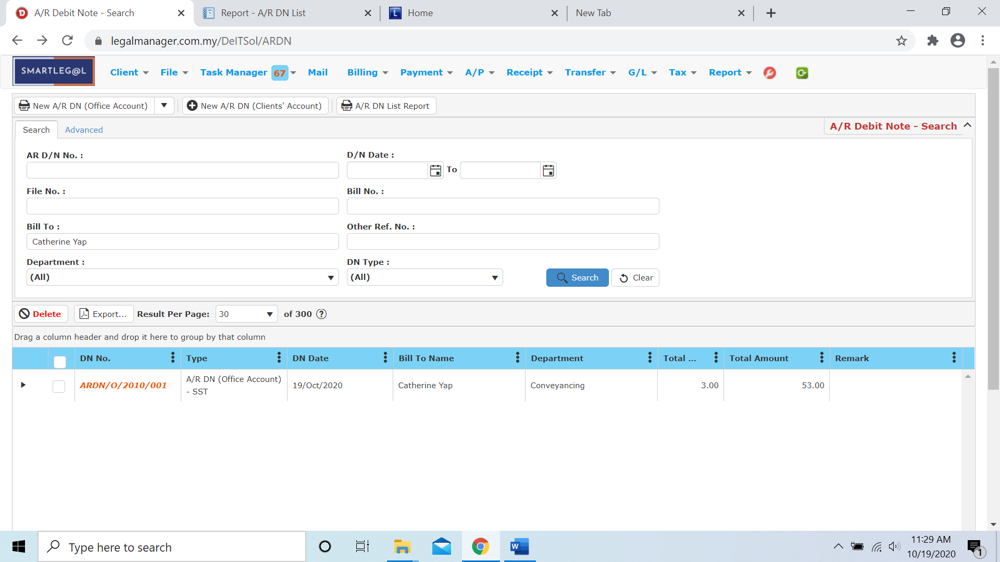 A/R Debit Note - Search
Report - A/R DN List
Home
New Tab
legalmanager.com.my/DeITSol/ARDN
SMARTLEG@L
Client
File
Task Manager 67
Mail
Billing
Payment
A/P
Receipt
Transfer
G/L
Tax
Report
New A/R DN (Office Account)
New A/R DN (Clients' Account)
A/R DN List Report
Search
Advanced
A/R Debit Note - Search
AR D/N No. :
D/N Date :
To
File No. :
Bill No. :
Bill To :
Other Ref. No. :
Catherine Yap
Department :
DN Type :
(All)
(All)
Search
Clear
Delete
Export...
Result Per Page:
30
of 300
Drag a column header and drop it here to group by that column
DN No.
Type
DN Date
Bill To Name
Department
Total ...
Total Amount
Remark
ARDN/O/2010/001
A/R DN (Office Account)
- SST
19/Oct/2020
Catherine Yap
Conveyancing
3.00
53.00
Type here to search
11:29 AM
10/19/2020
1